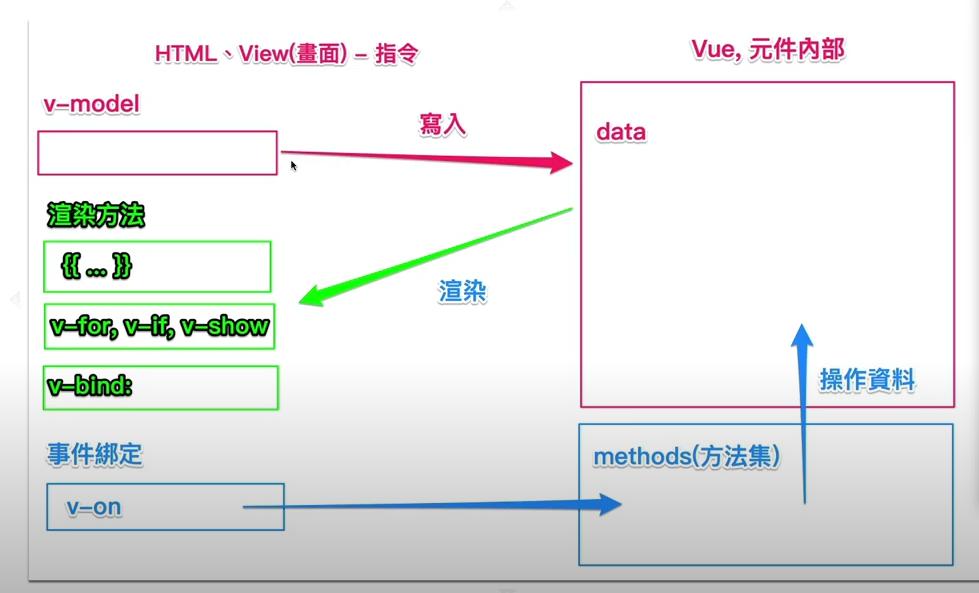 HTML、View(畫面) – 指令
Vue, 元件內部
v–model
寫入
data
渲染方法
{{ ... }}
渲染
v–for, v–if, v–show
v–bind:
操作資料
事件綁定
methods(方法集)
v–on